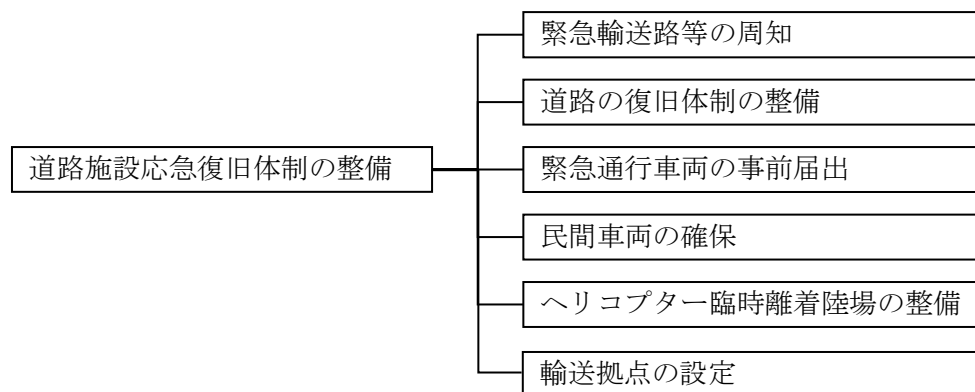 緊急輸送路等の周知
道路の復旧体制の整備
道路施設応急復旧体制の整備
緊急通行車両の事前届出
民間車両の確保
ヘリコプター臨時離着陸場の整備
輸送拠点の設定